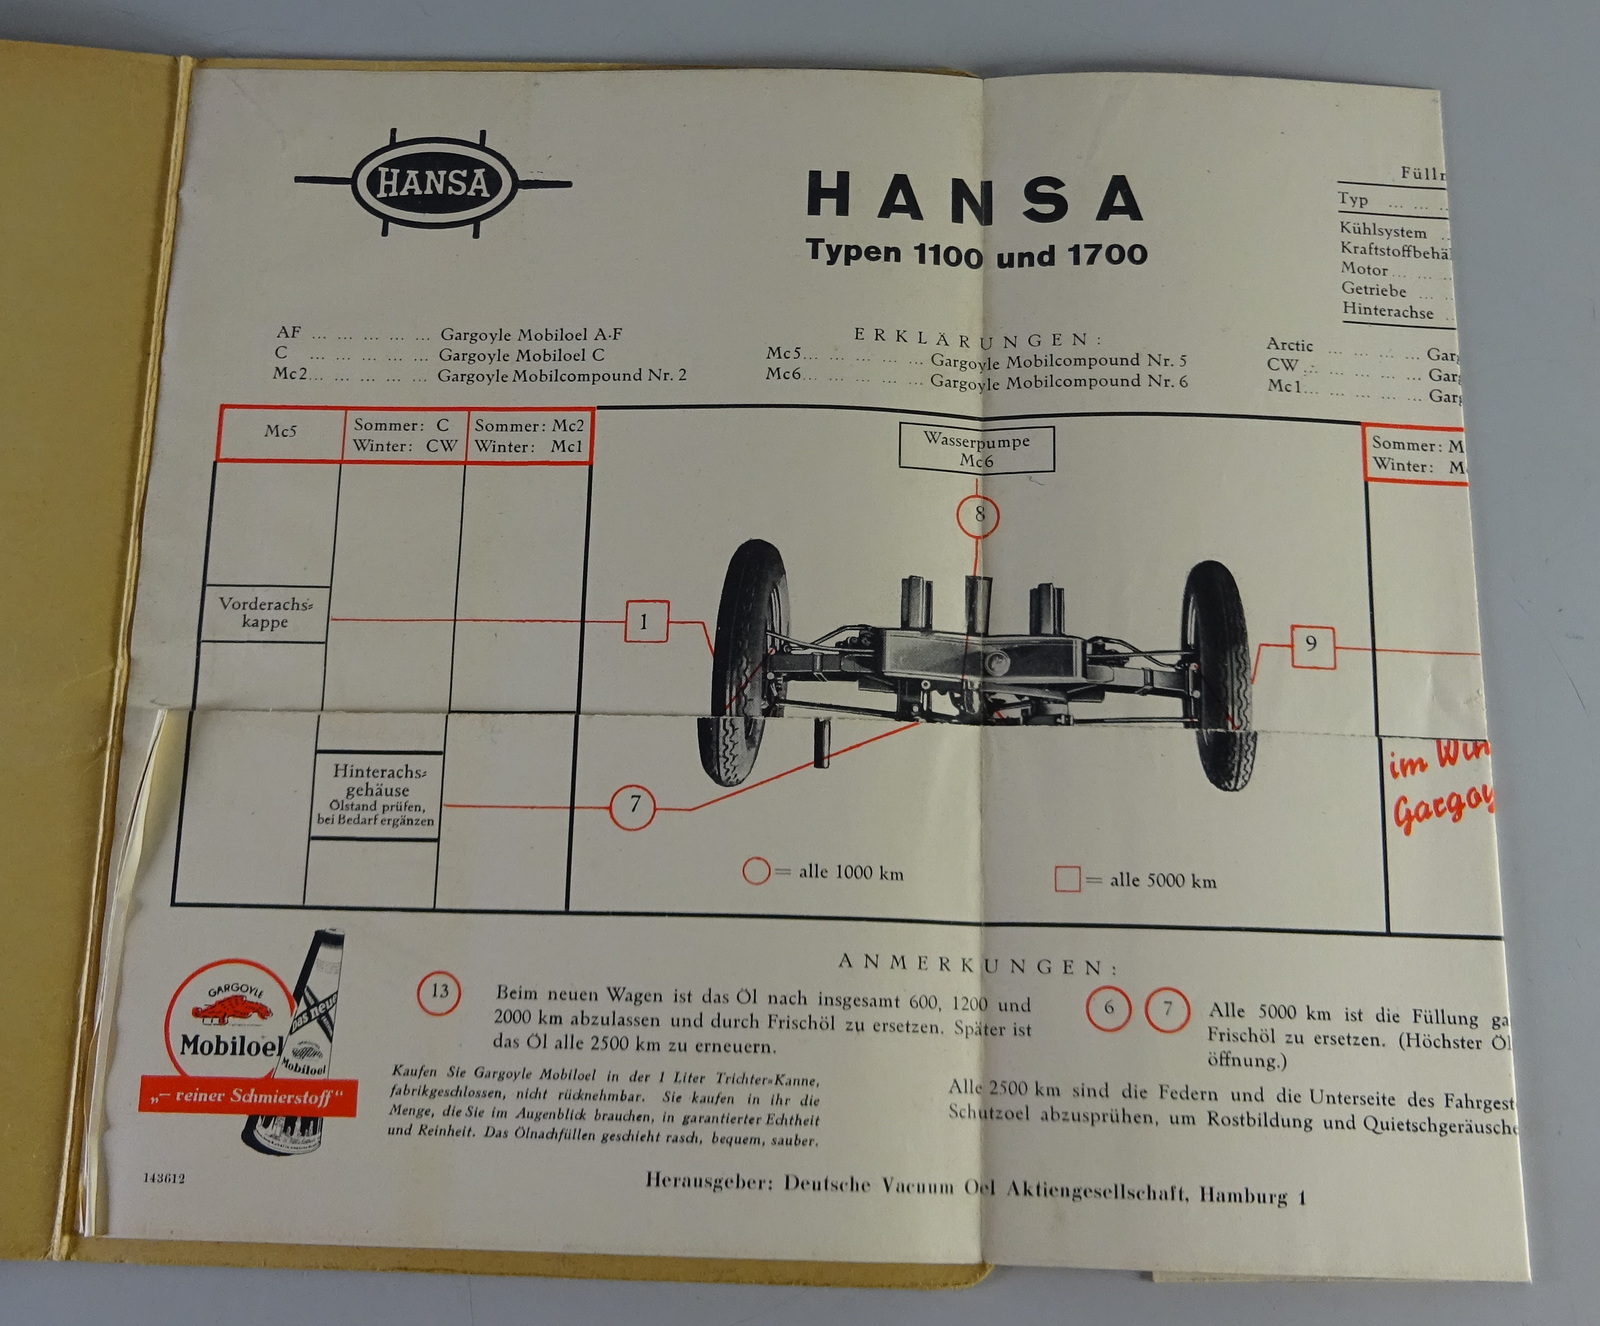 HANSA
HANSA
Typen 1100 und 1700
Typ ... ...
Kühlsystem
Motor ... ...
Getriebe ...
Hinterachse
ERKLÄRUNGEN:
AF ... ... ... ... ... Gargoyle Mobiloel A-F
C ... ... ... ... ... Gargoyle Mobiloel C
Mc2... ... ... ... ... Gargoyle Mobilcompound Nr. 2
Mc5... ... ... ... ... Gargoyle Mobilcompound Nr. 5
Mc6... ... ... ... ... Gargoyle Mobilcompound Nr. 6
Arctic ... ... ... ...
CW ... ... ... ...
Mc1... ... ... ...
Mc5
Sommer: C
Winter: CW
Sommer: Mc2
Winter: Mc1
Wasserpumpe
Mc6
Sommer: M
Winter: M
8
Vorderachs=
kappe
1
9
Hinterachs=
gehäuse
Ölstand prüfen,
bei Bedarf ergänzen
7
im
= alle 1000 km
= alle 5000 km
ANMERKUNGEN:
GARGOYLE
Mobiloel
das neue
Mobiloel
„— reiner Schmierstoff“
13
Beim neuen Wagen ist das Öl nach insgesamt 600, 1200 und
2000 km abzulassen und durch Frischöl zu ersetzen. Später ist
das Öl alle 2500 km zu erneuern.
Kaufen Sie Gargoyle Mobiloel in der 1 Liter Trichter=Kanne,
fabrikgeschlossen, nicht rücknehmbar. Sie kaufen in ihr die
Menge, die Sie im Augenblick brauchen, in garantierter Echtheit
und Reinheit. Das Ölnachfüllen geschieht rasch, bequem, sauber.
6 7
Alle 5000 km ist die Füllung
Frischöl zu ersetzen. (Höchster
öffnung.)
Alle 2500 km sind die Federn und die Unterseite des
Schutzoel abzusprühen, um Rostbildung und
143612
Herausgeber: Deutsche Vacuum Oel Aktiengesellschaft, Hamburg 1